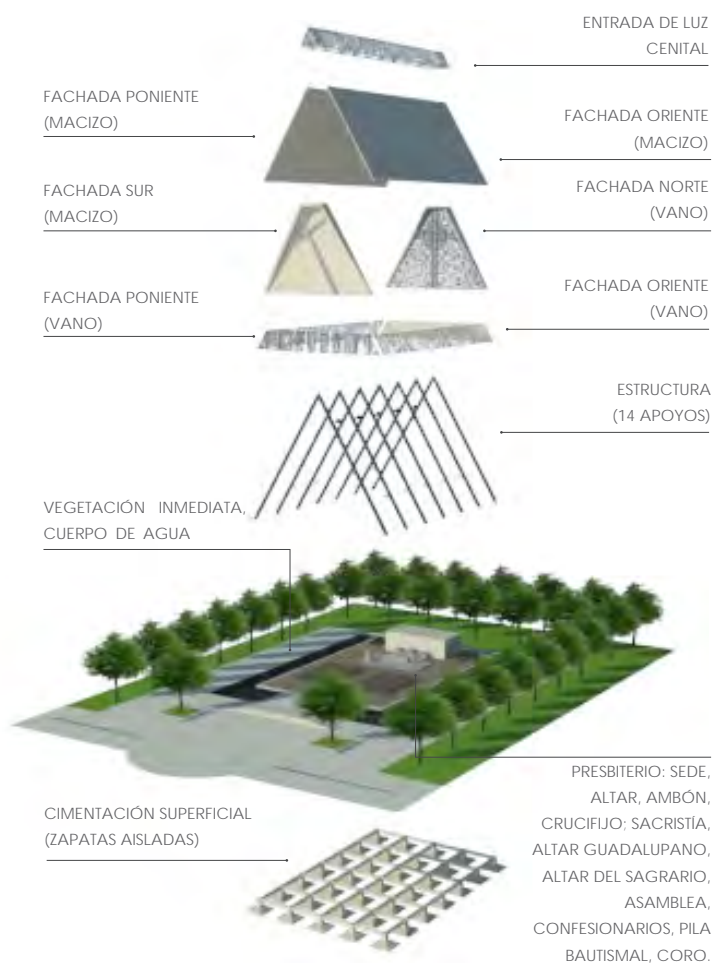 ENTRADA DE LUZ
CENITAL
FACHADA PONIENTE
(MACIZO)
FACHADA ORIENTE
(MACIZO)
FACHADA SUR
(MACIZO)
FACHADA NORTE
(VANO)
FACHADA PONIENTE
(VANO)
FACHADA ORIENTE
(VANO)
ESTRUCTURA
(14 APOYOS)
VEGETACIÓN INMEDIATA,
CUERPO DE AGUA
PRESBITERIO: SEDE,
ALTAR, AMBÓN,
CRUCIFIJO; SACRISTÍA,
ALTAR GUADALUPANO,
ALTAR DEL SAGRARIO,
ASAMBLEA,
CONFESIONARIOS, PILA
BAUTISMAL, CORO.
CIMENTACIÓN SUPERFICIAL
(ZAPATAS AISLADAS)